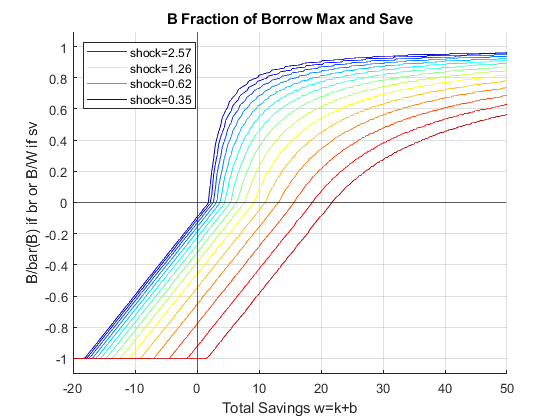 B Fraction of Borrow Max and Save
shock=2.57
shock=1.26
shock=0.62
shock=0.35
B/bar(B) if br or B/W if sv
1
0.8
0.6
0.4
0.2
0
-0.2
-0.4
-0.6
-0.8
-1
-20
-10
0
10
20
30
40
50
Total Savings w=k+b